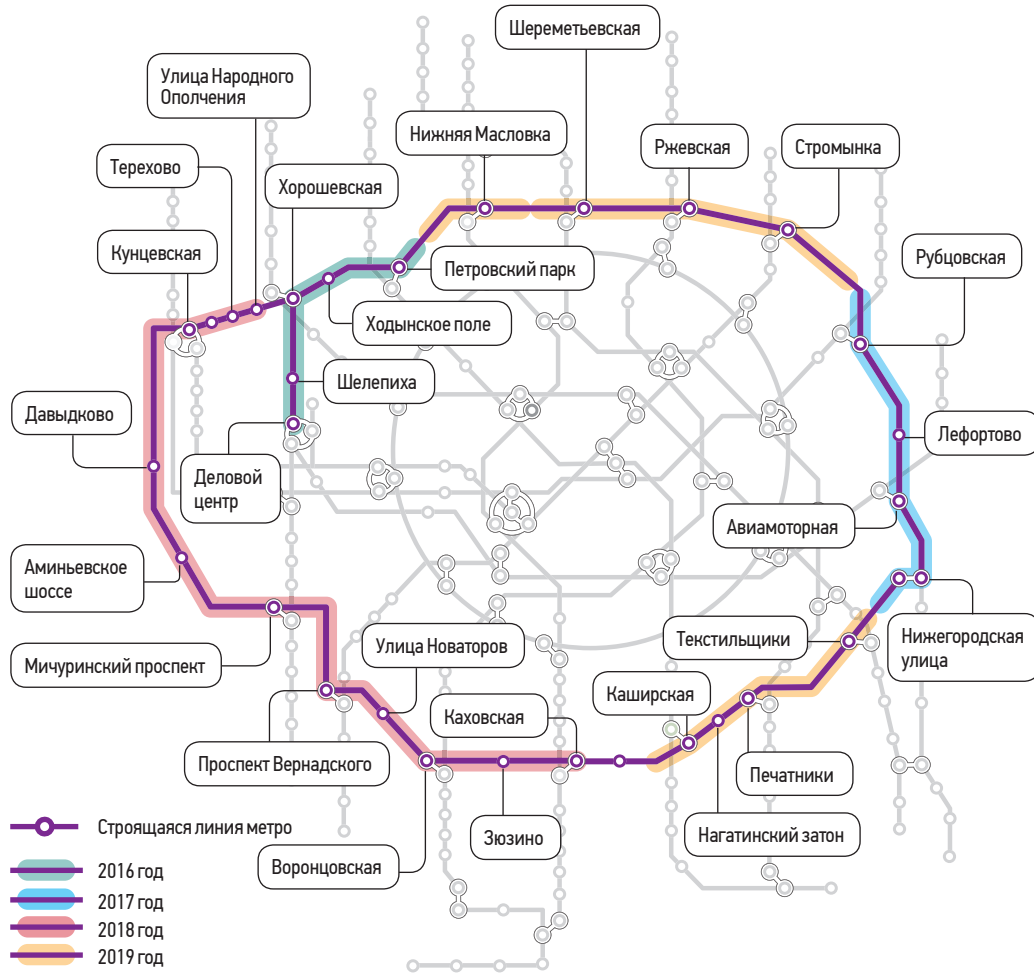 Шереметьевская
Улица Народного
Ополчения
Нижняя Масловка
Ржевская
Стромынка
Терехово
Хорошевская
Кунцевская
Петровский парк
Рубцовская
Ходынское поле
Шелепиха
Давыдково
Лефортово
Деловой
центр
Авиамоторная
Аминьевское
шоссе
Текстильщики
Нижегородская
улица
Улица Новаторов
Мичуринский проспект
Каширская
Каховская
Проспект Вернадского
Печатники
Нагатинский затон
Зюзино
Воронцовская
Строящаяся линия метро
2016 год
2017 год
2018 год
2019 год